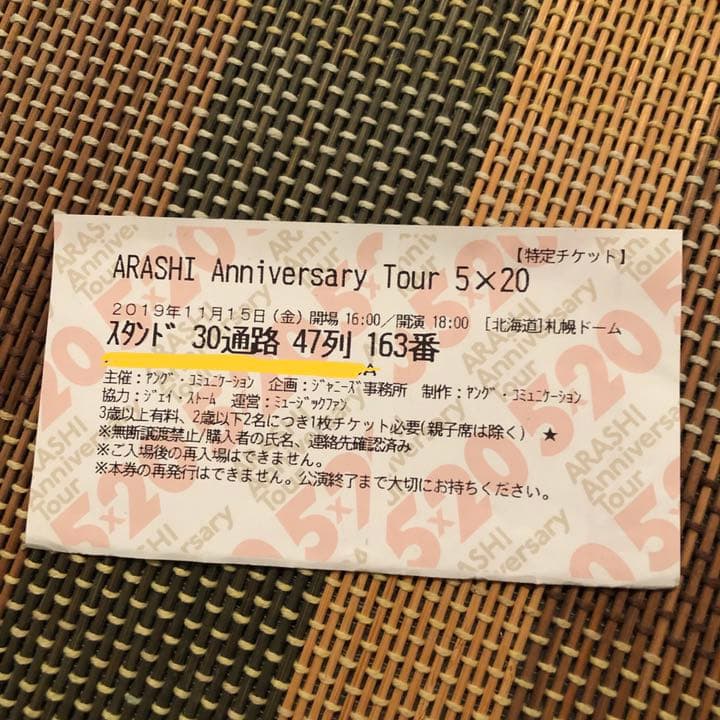 【特定チケット】
ARASHI Anniversary Tour 5×20
2019年11月15日(金) 開場 16:00/開演 18:00 [北海道]札幌ドーム
ｽﾀﾝﾄﾞ 30通路 47列 163番
主催:ﾔﾝｸﾞ・ｺﾐｭﾆｹｰｼｮﾝ 企画:ｼﾞｬﾆｰｽﾞ事務所 制作:ﾔﾝｸﾞ・ｺﾐｭﾆｹｰｼｮﾝ
協力:ｼﾞｪｲ・ｽﾄｰﾑ 運営:ﾐｭｰｼﾞｯｸﾌｧﾝ
3歳以上有料、2歳以下2名につき1枚チケット必要(親子席は除く) ★
※無断譲渡禁止/購入者の氏名、連絡先確認済み
※ご入場後の再入場はできません。
※本券の再発行はできません。公演終了まで大切にお持ちください。
ARASHI
Anniversary
Tour
5×20